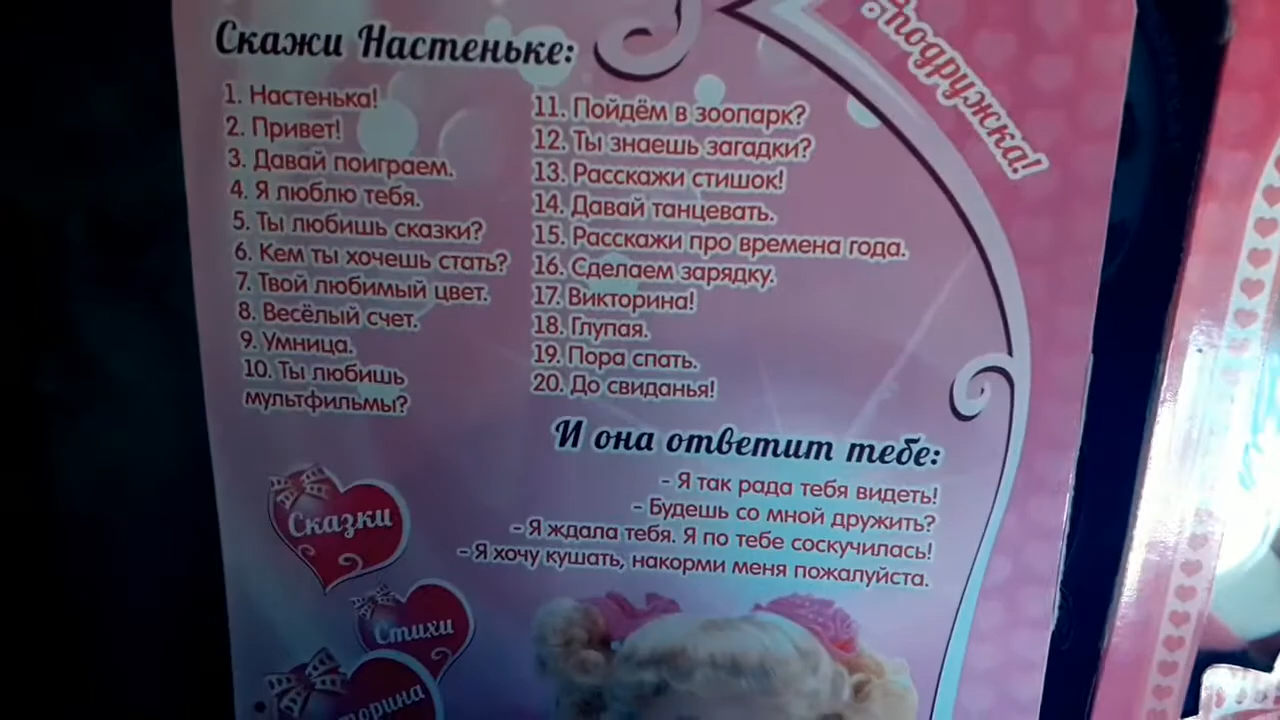 Скажи Настеньке:
1. Настенька!
2. Привет!
3. Давай поиграем.
4. Я люблю тебя.
5. Ты любишь сказки?
6. Кем ты хочешь стать?
7. Твой любимый цвет.
8. Весёлый счет.
9. Умница.
10. Ты любишь
мультфильмы?
11. Пойдём в зоопарк?
12. Ты знаешь загадки?
13. Расскажи стишок!
14. Давай танцевать.
15. Расскажи про времена года.
16. Сделаем зарядку.
17. Викторина!
18. Глупая.
19. Пора спать.
20. До свиданья!
подружка!
И она ответит тебе:
- Я так рада тебя видеть!
- Будешь со мной дружить?
- Я ждала тебя. Я по тебе соскучилась!
- Я хочу кушать, накорми меня пожалуйста.
Сказки
Стихи